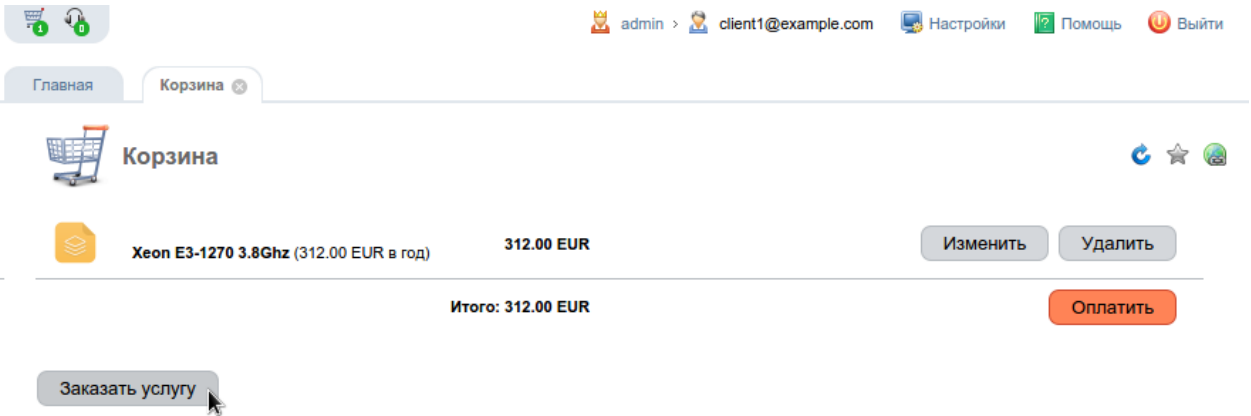 1 0 admin › client1@example.com Настройки Помощь Выйти
Главная Корзина
Корзина
Xeon E3-1270 3.8Ghz (312.00 EUR в год) 312.00 EUR Изменить Удалить
Итого: 312.00 EUR Оплатить
Заказать услугу